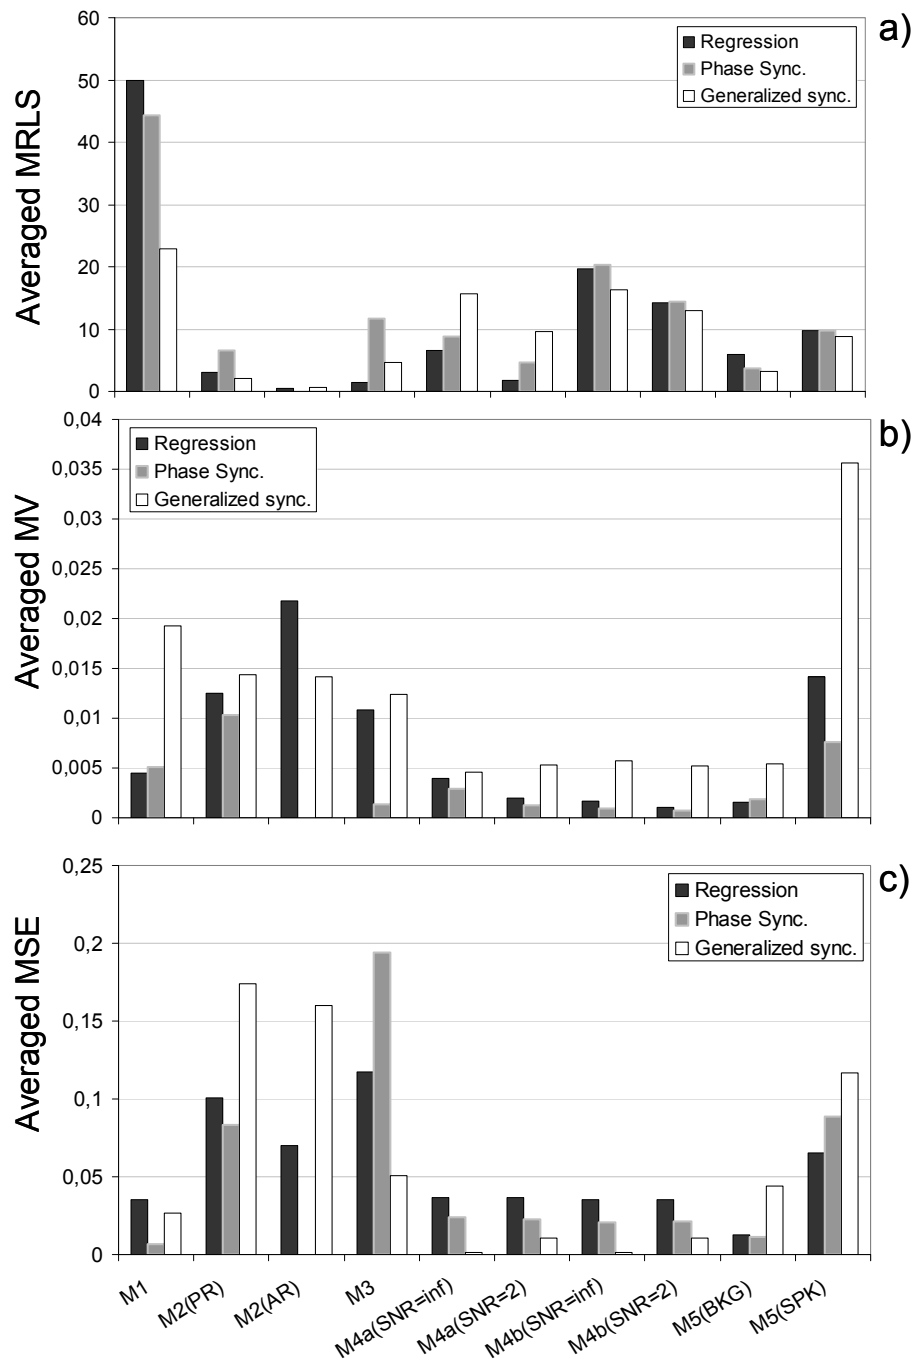 a)
60
50
40
30
20
10
0
Averaged MRLS
Regression
Phase Sync.
Generalized sync.
b)
0,04
0,035
0,03
0,025
0,02
0,015
0,01
0,005
0
Averaged MV
Regression
Phase Sync.
Generalized sync.
c)
0,25
0,2
0,15
0,1
0,05
0
Averaged MSE
Regression
Phase Sync.
Generalized sync.
M1
M2(PR)
M2(AR)
M3
M4a(SNR=inf)
M4a(SNR=2)
M4b(SNR=inf)
M4b(SNR=2)
M5(BKG)
M5(SPK)